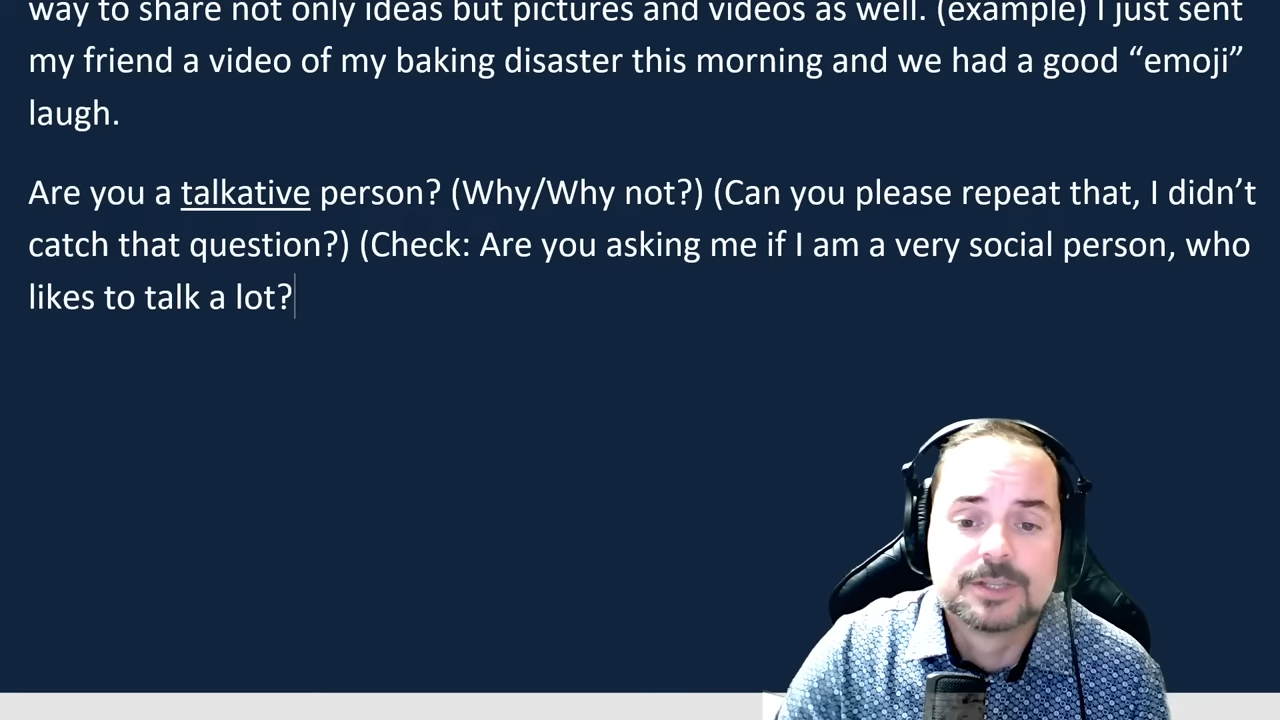 way to share not only ideas but pictures and videos as well. (example) I just sent
my friend a video of my baking disaster this morning and we had a good “emoji”
laugh.
Are you a talkative person? (Why/Why not?) (Can you please repeat that, I didn’t
catch that question?) (Check: Are you asking me if I am a very social person, who
likes to talk a lot?